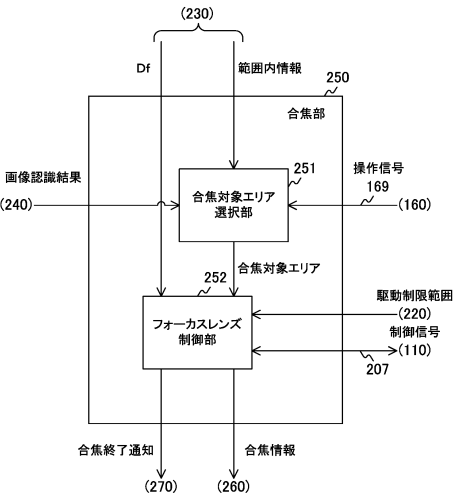 (230)
Df
範囲内情報
250
合焦部
画像認識結果
(240)
251
合焦対象エリア
選択部
操作信号
169
(160)
合焦対象エリア
252
フォーカスレンズ
制御部
駆動制限範囲
(220)
制御信号
(110)
207
合焦終了通知
合焦情報
(270)
(260)